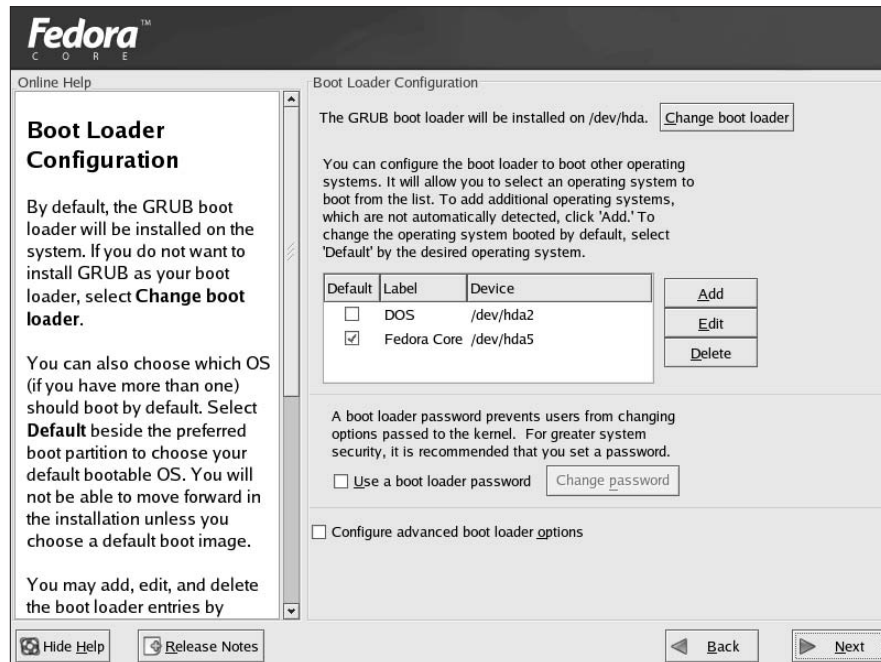 Fedora™
CORE
Online Help
Boot Loader
Configuration
By default, the GRUB boot
loader will be installed on the
system. If you do not want to
install GRUB as your boot
loader, select Change boot
loader.
You can also choose which OS
(if you have more than one)
should boot by default. Select
Default beside the preferred
boot partition to choose your
default bootable OS. You will
not be able to move forward in
the installation unless you
choose a default boot image.
You may add, edit, and delete
the boot loader entries by
Boot Loader Configuration
The GRUB boot loader will be installed on /dev/hda. Change boot loader
You can configure the boot loader to boot other operating
systems. It will allow you to select an operating system to
boot from the list. To add additional operating systems,
which are not automatically detected, click 'Add.' To
change the operating system booted by default, select
'Default' by the desired operating system.
Default Label Device
DOS /dev/hda2
Fedora Core /dev/hda5
Add
Edit
Delete
A boot loader password prevents users from changing
options passed to the kernel. For greater system
security, it is recommended that you set a password.
Use a boot loader password Change password
Configure advanced boot loader options
Hide Help Release Notes Back Next